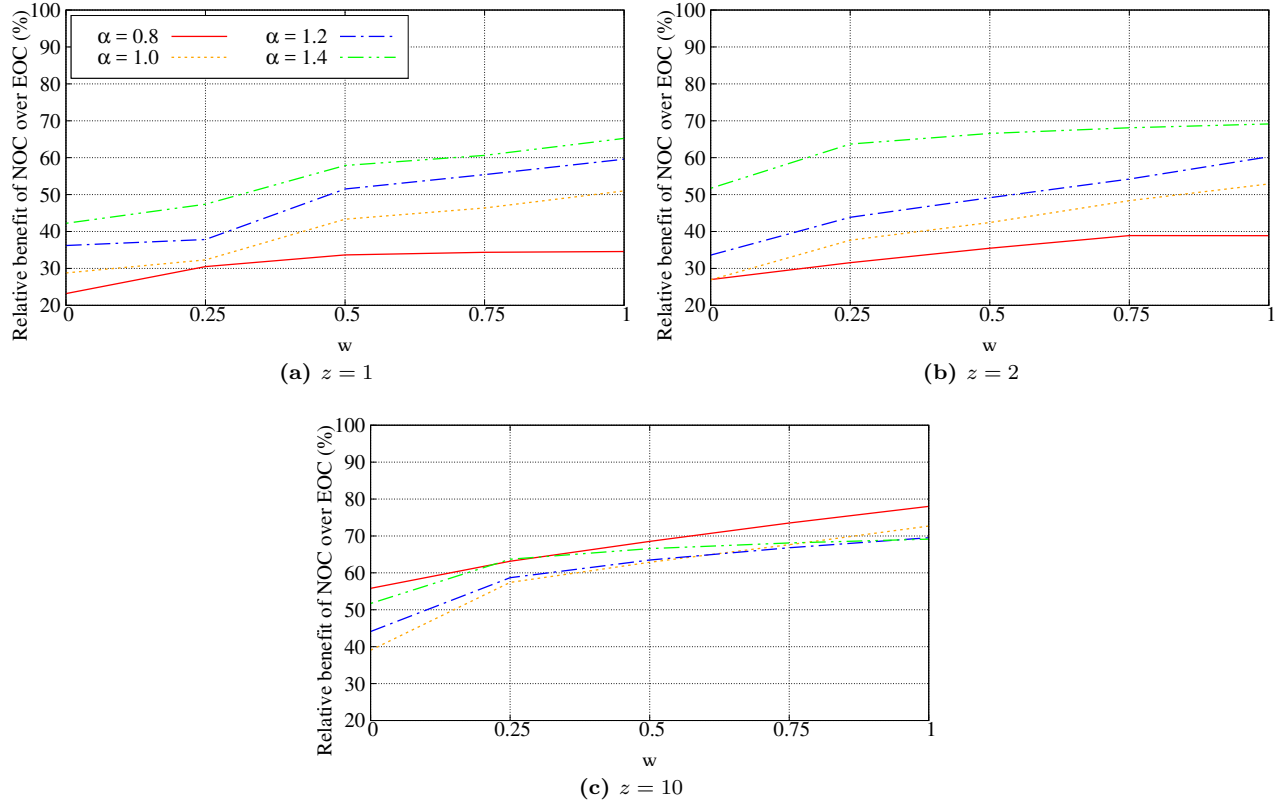 Relative benefit of NOC over EOC (%)
100
90
80
70
60
50
40
30
20
α = 0.8
α = 1.0
α = 1.2
α = 1.4
0 0.25 0.5 0.75 1
w
(a) z = 1
Relative benefit of NOC over EOC (%)
100
90
80
70
60
50
40
30
20
0 0.25 0.5 0.75 1
w
(b) z = 2
Relative benefit of NOC over EOC (%)
100
90
80
70
60
50
40
30
20
0 0.25 0.5 0.75 1
w
(c) z = 10